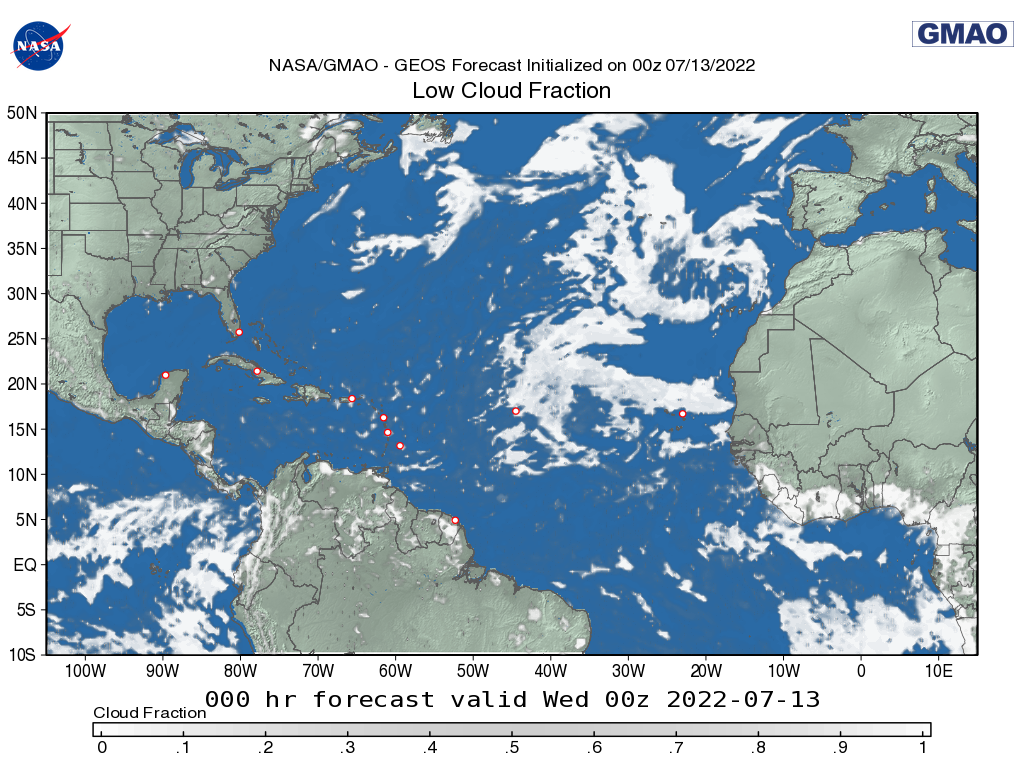 NASA
GMAO
NASA/GMAO - GEOS Forecast Initialized on 00z 07/13/2022
Low Cloud Fraction
50N
45N
40N
35N
30N
25N
20N
15N
10N
5N
EQ
5S
10S
100W 90W 80W 70W 60W 50W 40W 30W 20W 10W 0 10E
000 hr forecast valid Wed 00z 2022-07-13
Cloud Fraction
0 .1 .2 .3 .4 .5 .6 .7 .8 .9 1